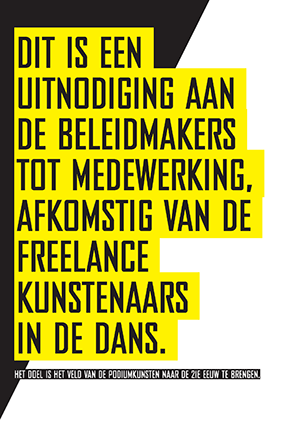 DIT IS EEN
UITNODIGING AAN
DE BELEIDMAKERS
TOT MEDEWERKING,
AFKOMSTIG VAN DE
FREELANCE
KUNSTENAARS
IN DE DANS.
HET DOEL IS HET VELD VAN DE PODIUMKUNSTEN NAAR DE 21E EEUW TE BRENGEN.